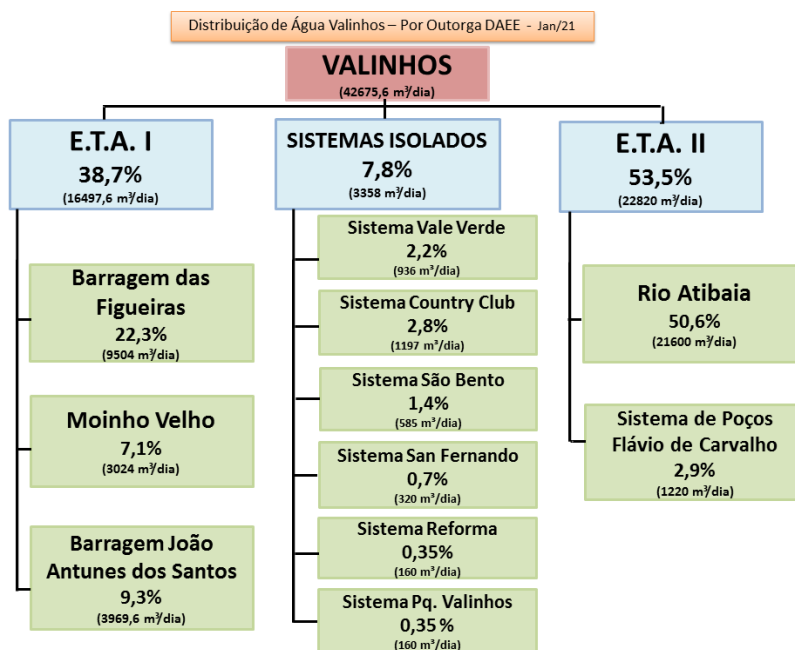 Distribuição de Água Valinhos – Por Outorga DAEE - Jan/21
VALINHOS
(42675,6 m³/dia)
E.T.A. I
38,7%
(16497,6 m³/dia)
Barragem das
Figueiras
22,3%
(9504 m³/dia)
Moinho Velho
7,1%
(3024 m³/dia)
Barragem João
Antunes dos Santos
9,3%
(3969,6 m³/dia)
SISTEMAS ISOLADOS
7,8%
(3358 m³/dia)
Sistema Vale Verde
2,2%
(936 m³/dia)
Sistema Country Club
2,8%
(1197 m³/dia)
Sistema São Bento
1,4%
(585 m³/dia)
Sistema San Fernando
0,7%
(320 m³/dia)
Sistema Reforma
0,35%
(160 m³/dia)
Sistema Pq. Valinhos
0,35 %
(160 m³/dia)
E.T.A. II
53,5%
(22820 m³/dia)
Rio Atibaia
50,6%
(21600 m³/dia)
Sistema de Poços
Flávio de Carvalho
2,9%
(1220 m³/dia)